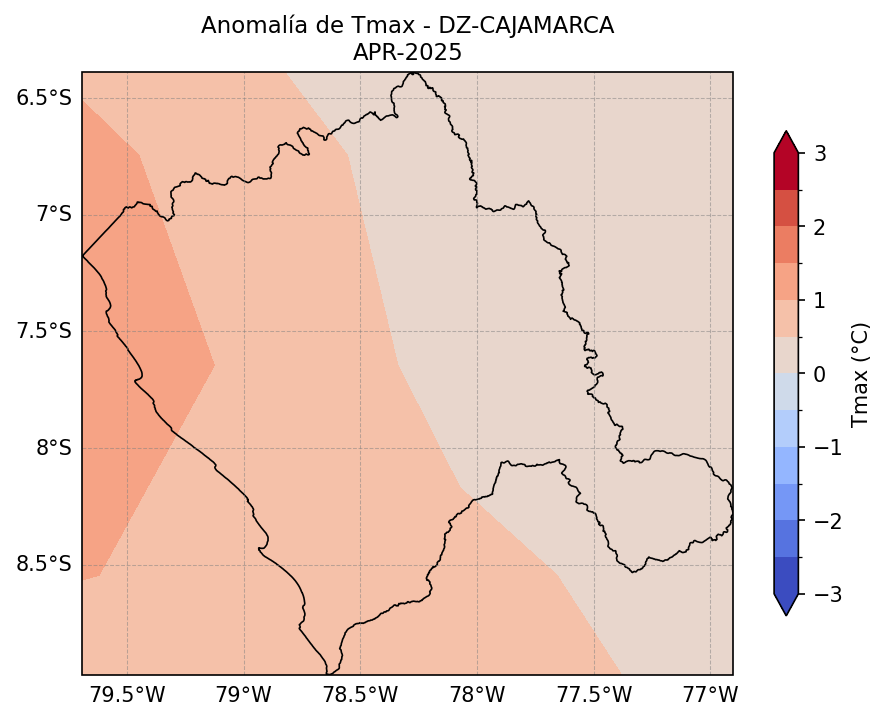 Anomalía de Tmax - DZ-CAJAMARCA
APR-2025
6.5°S
7°S
7.5°S
8°S
8.5°S
79.5°W
79°W
78.5°W
78°W
77.5°W
77°W
3
2
1
0
−1
−2
−3
Tmax (°C)